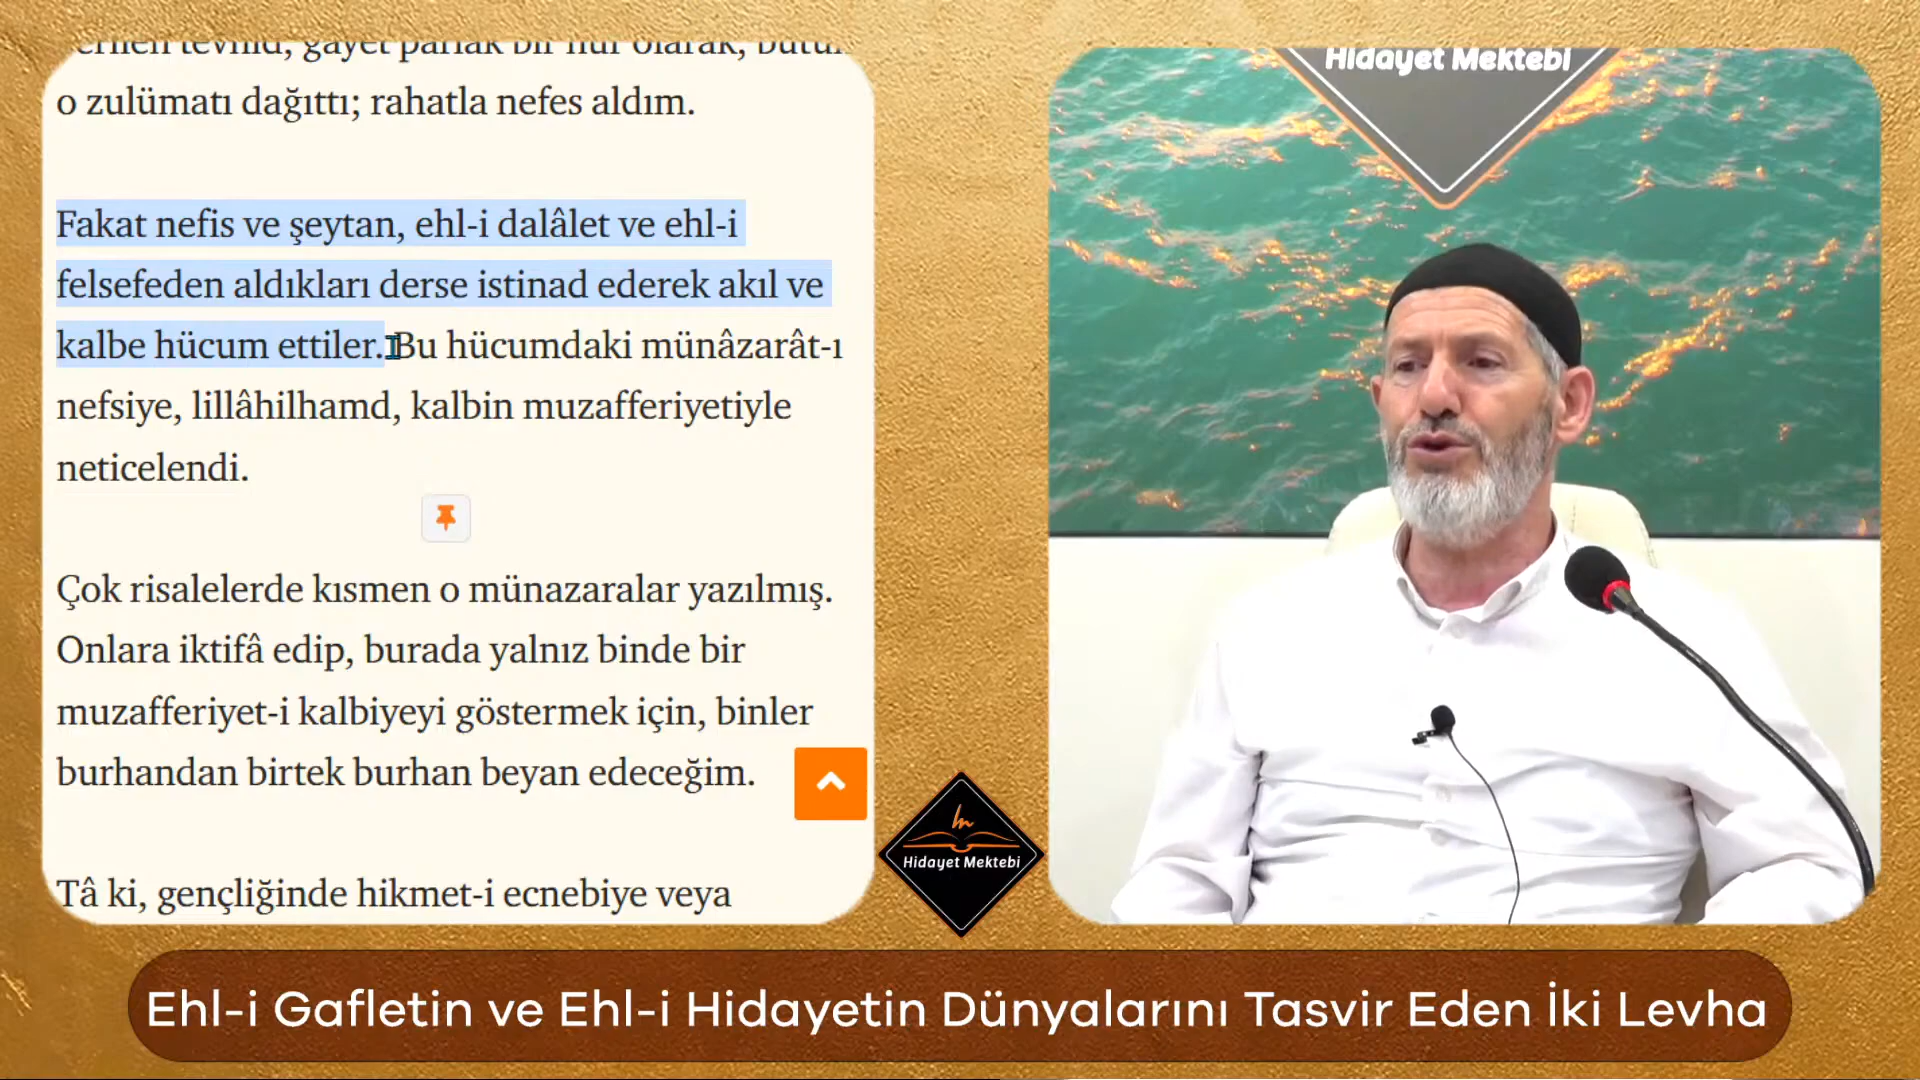 o zulümatı dağıttı; rahatla nefes aldım.
Fakat nefis ve şeytan, ehl-i dalâlet ve ehl-i
felsefeden aldıkları derse istinad ederek akıl ve
kalbe hücum ettiler. Bu hücumdaki münâzarât-ı
nefsiye, lillâhilhamd, kalbin muzafferiyetiyle
neticelendi.
Çok risalelerde kısmen o münazaralar yazılmış.
Onlara iktifâ edip, burada yalnız binde bir
muzafferiyet-i kalbiyeyi göstermek için, binler
burhandan birtek burhan beyan edeceğim.
Tâ ki, gençliğinde hikmet-i ecnebiye veya
Hidayet Mektebi
Hidayet Mektebi
Ehl-i Gafletin ve Ehl-i Hidayetin Dünyalarını Tasvir Eden İki Levha